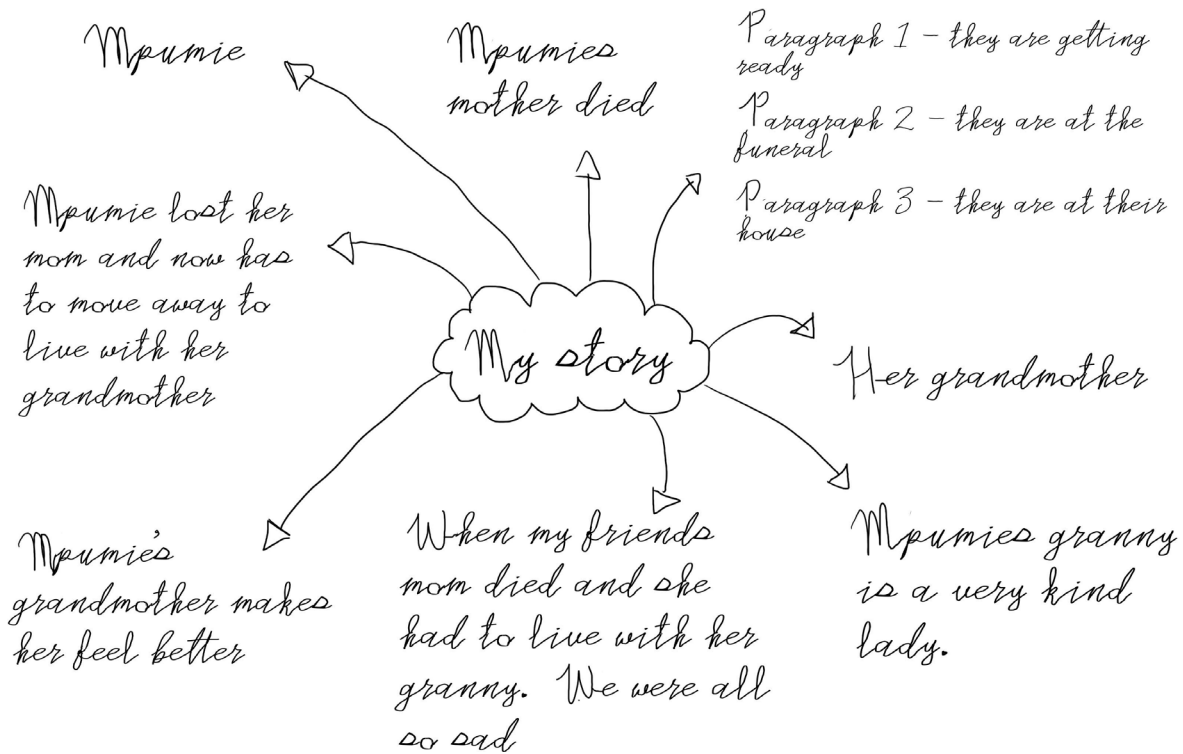 Mpumie
Mpumies
mother died
Paragraph 1 - they are getting
ready
Paragraph 2 - they are at the
funeral
Paragraph 3 - they are at their
house
Mpumie lost her
mom and now has
to move away to
live with her
grandmother
My story
Her grandmother
Mpumie's
grandmother makes
her feel better
When my friends
mom died and she
had to live with her
granny. We were all
so sad
Mpumies granny
is a very kind
lady.